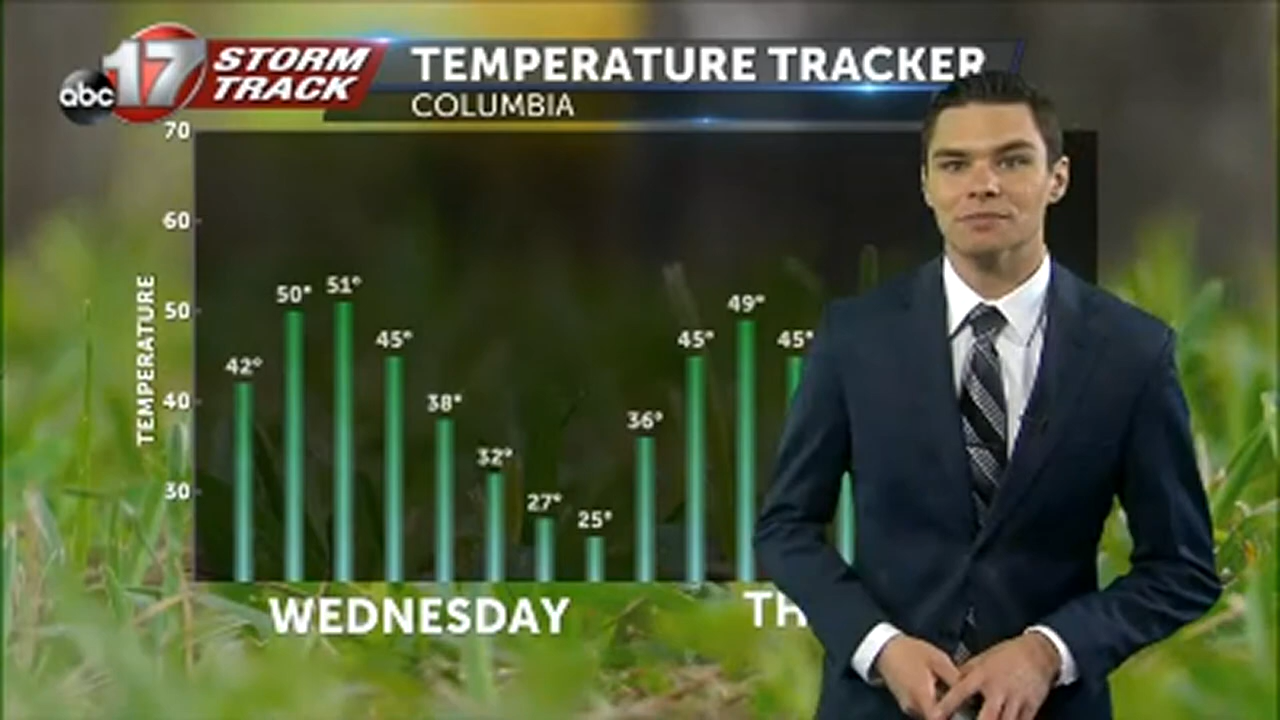 abc 17 STORM TRACK
TEMPERATURE TRACKER
COLUMBIA
TEMPERATURE
70
60
50
40
30
42°
50°
51°
45°
38°
32°
27°
25°
36°
45°
49°
45°
WEDNESDAY
TH